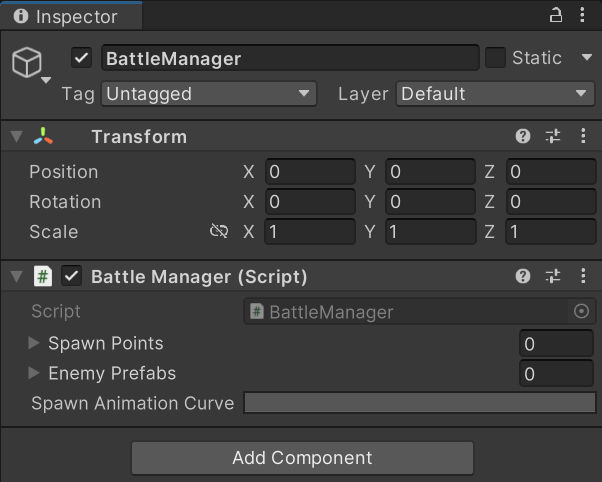 Inspector
BattleManager Static
Tag Untagged Layer Default
Transform
Position X 0 Y 0 Z 0
Rotation X 0 Y 0 Z 0
Scale X 1 Y 1 Z 1
# Battle Manager (Script)
Script # BattleManager
Spawn Points 0
Enemy Prefabs 0
Spawn Animation Curve
Add Component